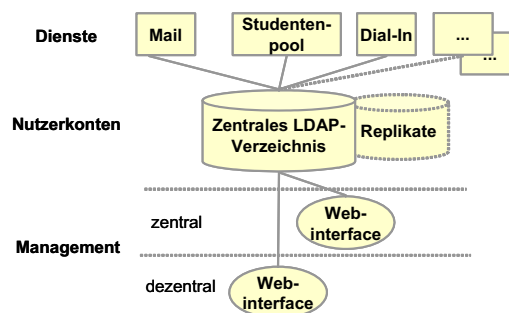 Dienste
Mail
Studenten-
pool
Dial-In
...
...
Nutzerkonten
Zentrales LDAP-
Verzeichnis
Replikate
zentral
Web-
interface
Management
dezentral
Web-
interface